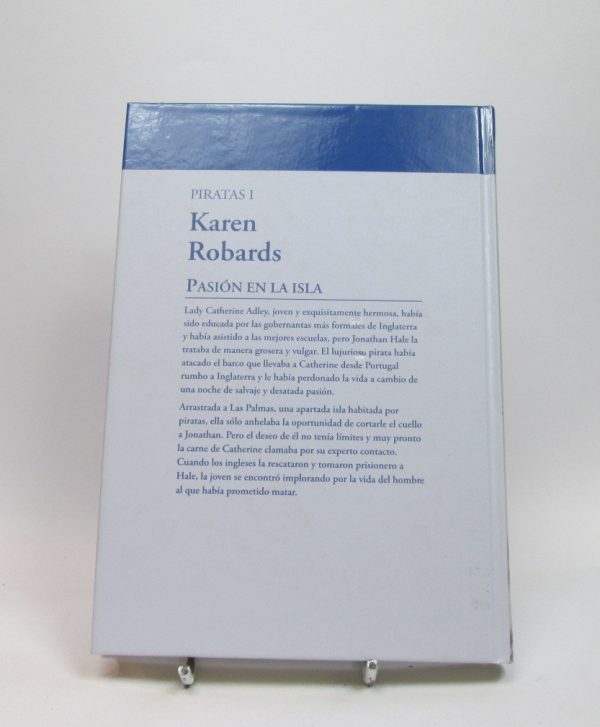 PIRATAS I
Karen
Robards
PASIÓN EN LA ISLA
Lady Catherine Adley, joven y exquisitamente hermosa, había
sido educada por las gobernantas más formales de Inglaterra
y había asistido a las mejores escuelas, pero Jonathan Hale la
trataba de manera grosera y vulgar. El lujurioso pirata había
atacado el barco que llevaba a Catherine desde Portugal
rumbo a Inglaterra y le había perdonado la vida a cambio de
una noche de salvaje y desatada pasión.
Arrastrada a Las Palmas, una apartada isla habitada por
piratas, ella sólo anhelaba la oportunidad de cortarle el cuello
a Jonathan. Pero el deseo de él no tenía límites y muy pronto
la carne de Catherine clamaba por su experto contacto.
Cuando los ingleses la rescataron y tomaron prisionero a
Hale, la joven se encontró implorando por la vida del hombre
al que había prometido matar.